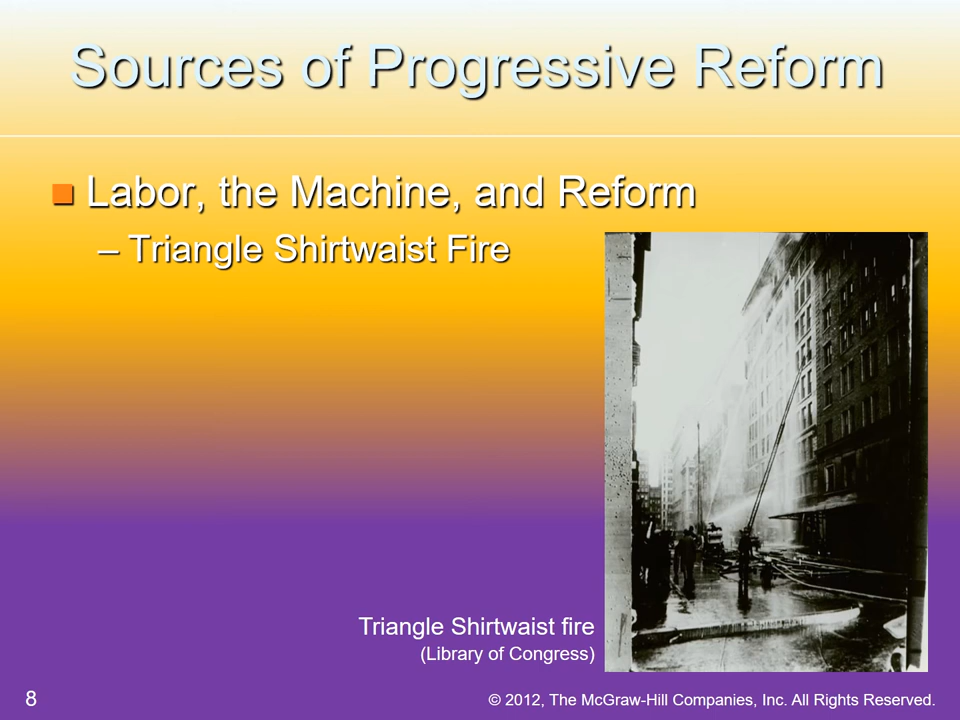 Sources of Progressive Reform
Labor, the Machine, and Reform
– Triangle Shirtwaist Fire
Triangle Shirtwaist fire
(Library of Congress)
8
© 2012, The McGraw-Hill Companies, Inc. All Rights Reserved.